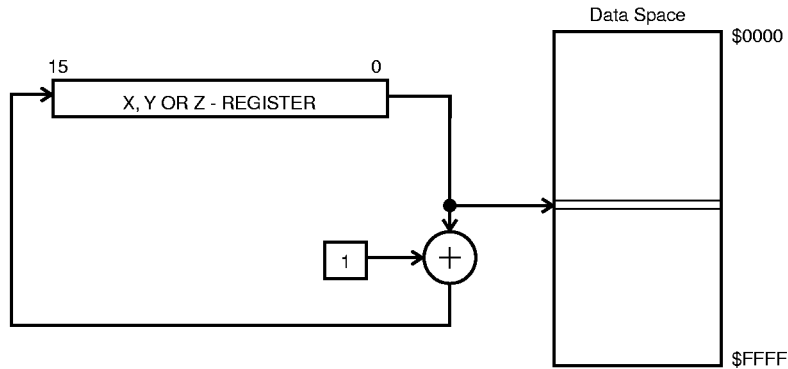 Data Space
$0000
15
0
X, Y OR Z - REGISTER
1
+
$FFFF